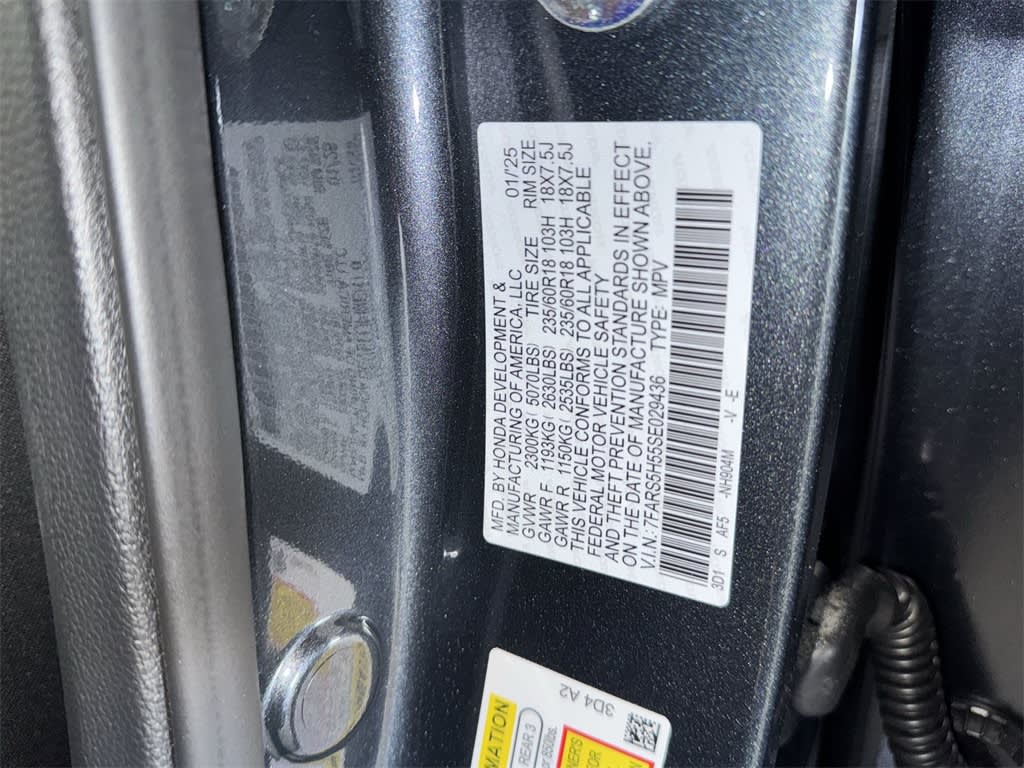 MFD. BY HONDA DEVELOPMENT &
MANUFACTURING OF AMERICA, LLC 01/'25
GVWR 2300KG( 5070LBS) TIRE SIZE RIM SIZE
GAWR F. 1193KG( 2630LBS) 235/60R18 103H 18X7.5J
GAWR R. 1150KG( 2535LBS) 235/60R18 103H 18X7.5J
THIS VEHICLE CONFORMS TO ALL APPLICABLE
FEDERAL MOTOR VEHICLE SAFETY
AND THEFT PREVENTION STANDARDS IN EFFECT
ON THE DATE OF MANUFACTURE SHOWN ABOVE.
V.I.N.:7FARS5H55SE029436 TYPE: MPV
3D1 S AF5 -NH904M -V -E
3D4 A2
REAR 3